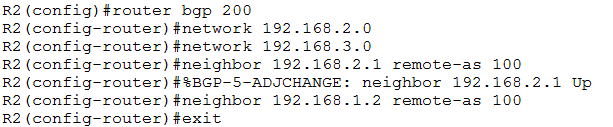 R2(config)#router bgp 200
R2(config-router)#network 192.168.2.0
R2(config-router)#network 192.168.3.0
R2(config-router)#neighbor 192.168.2.1 remote-as 100
R2(config-router)#%BGP-5-ADJCHANGE: neighbor 192.168.2.1 Up
R2(config-router)#neighbor 192.168.1.2 remote-as 100
R2(config-router)#exit